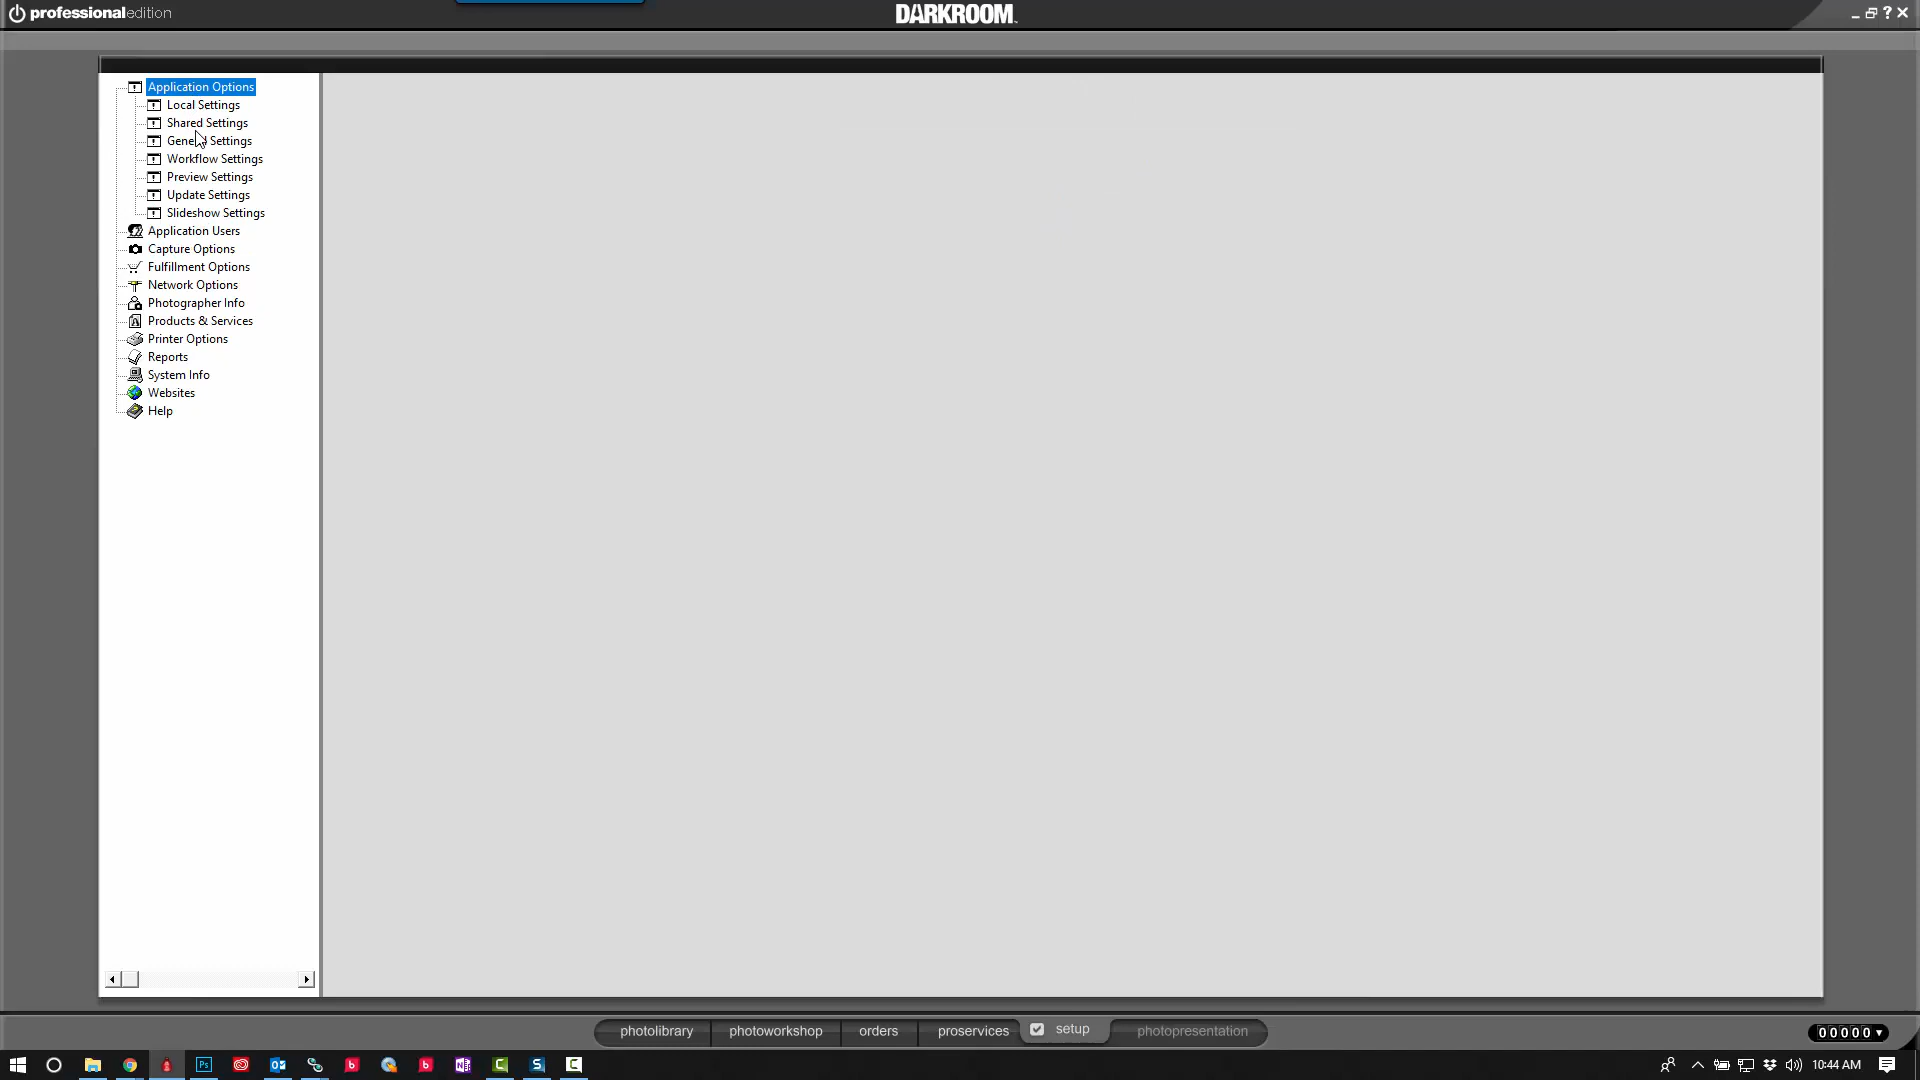 professionaledition
DARKROOM
Application Options
Local Settings
Shared Settings
General Settings
Workflow Settings
Preview Settings
Update Settings
Slideshow Settings
Application Users
Capture Options
Fulfillment Options
Network Options
Photographer Info
Products & Services
Printer Options
Reports
System Info
Websites
Help
photolibrary photoworkshop orders proservices setup photopresentation 00000
10:44 AM